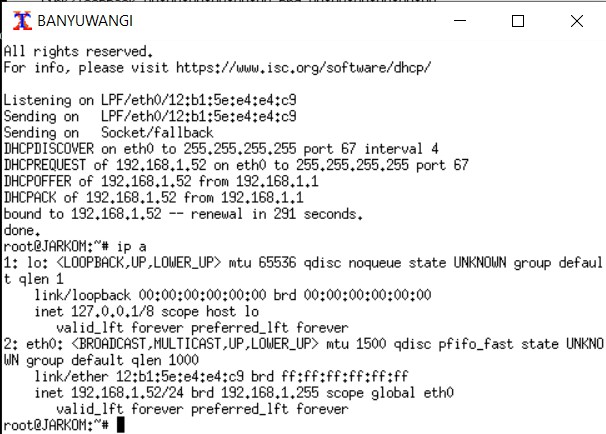 BANYUWANGI
All rights reserved.
For info, please visit https://www.isc.org/software/dhcp/
Listening on LPF/eth0/12:b1:5e:e4:e4:c9
Sending on   LPF/eth0/12:b1:5e:e4:e4:c9
Sending on   Socket/fallback
DHCPDISCOVER on eth0 to 255.255.255.255 port 67 interval 4
DHCPREQUEST of 192.168.1.52 on eth0 to 255.255.255.255 port 67
DHCPOFFER of 192.168.1.52 from 192.168.1.1
DHCPACK of 192.168.1.52 from 192.168.1.1
bound to 192.168.1.52 -- renewal in 291 seconds.
done.
root@JARKOM:~# ip a
1: lo: <LOOPBACK,UP,LOWER_UP> mtu 65536 qdisc noqueue state UNKNOWN group defaul
t qlen 1
    link/loopback 00:00:00:00:00:00 brd 00:00:00:00:00:00
    inet 127.0.0.1/8 scope host lo
       valid_lft forever preferred_lft forever
2: eth0: <BROADCAST,MULTICAST,UP,LOWER_UP> mtu 1500 qdisc pfifo_fast state UNKNO
WN group default qlen 1000
    link/ether 12:b1:5e:e4:e4:c9 brd ff:ff:ff:ff:ff:ff
    inet 192.168.1.52/24 brd 192.168.1.255 scope global eth0
       valid_lft forever preferred_lft forever
root@JARKOM:~#